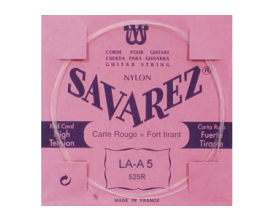 CORDE POUR GUITARE
CUERDA PARA GUITARRA
GUITAR STRING
NYLON
SAVAREZ®
Red Card
High
Tension
Carte Rouge = Fort tirant
Carta Roja
Fuerte
Tirante
LA-A 5
525R
MADE IN FRANCE